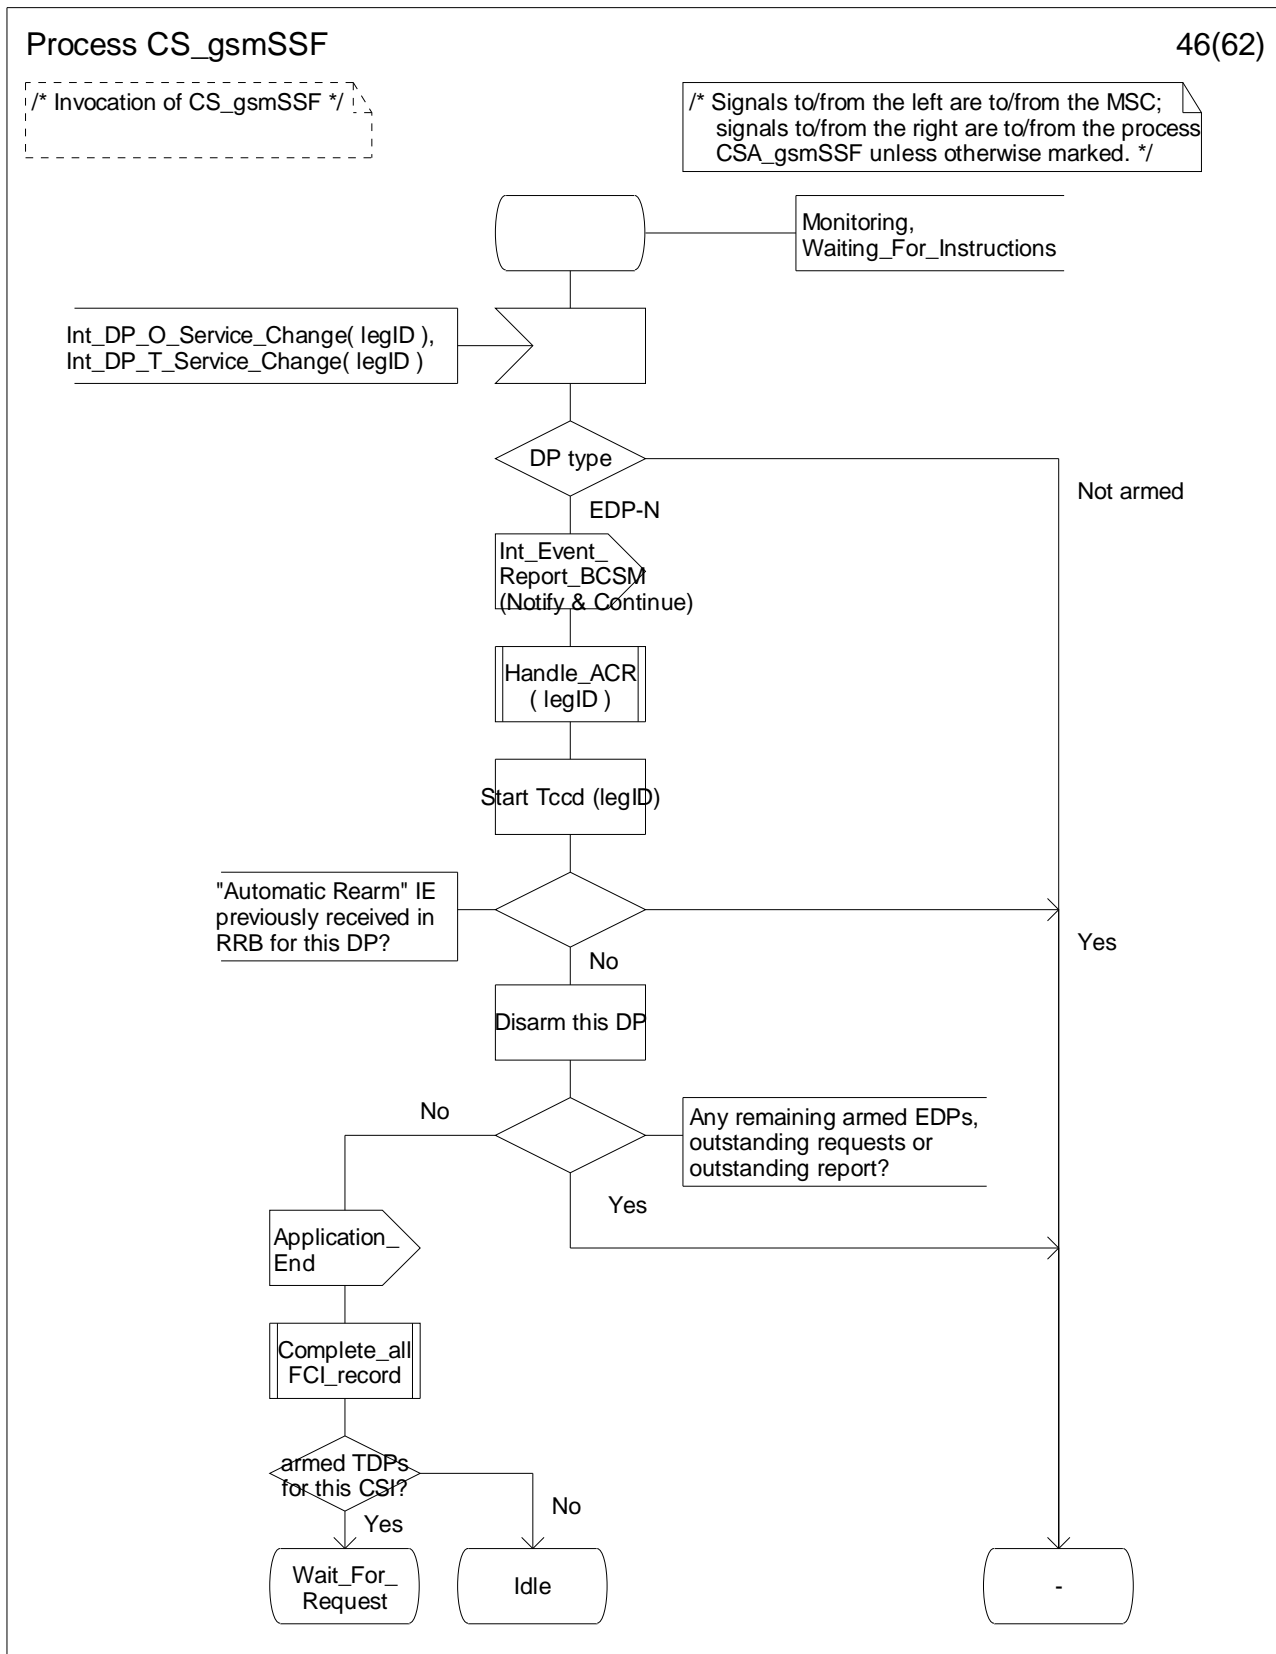 Process CS_gsmSSF
46(62)
/* Invocation of CS_gsmSSF */
/* Signals to/from the left are to/from the MSC;
signals to/from the right are to/from the process
CSA_gsmSSF unless otherwise marked. */
Monitoring,
Waiting_For_Instructions
Int_DP_O_Service_Change( legID ),
Int_DP_T_Service_Change( legID )
DP type
Not armed
EDP-N
Int_Event_
Report_BCSM
(Notify & Continue)
Handle_ACR
( legID )
Start Tccd (legID)
"Automatic Rearm" IE
previously received in
RRB for this DP?
Yes
No
Disarm this DP
No
Any remaining armed EDPs,
outstanding requests or
outstanding report?
Yes
Application_
End
Complete_all
FCI_record
armed TDPs
for this CSI?
No
Yes
Wait_For_
Request
Idle
-